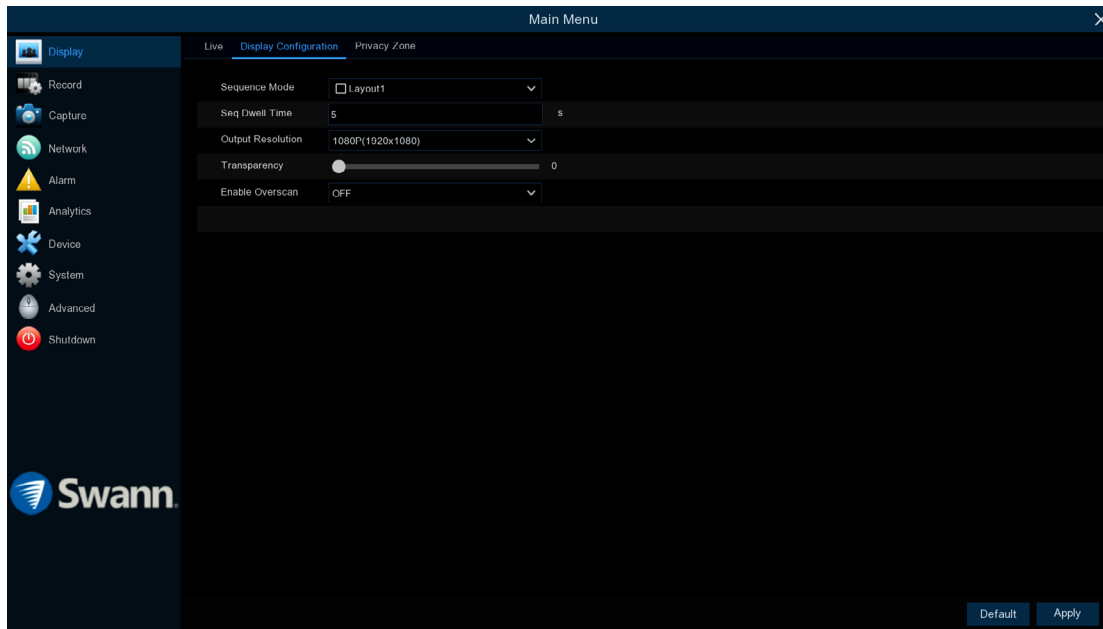 Main Menu
Display
Record
Capture
Network
Alarm
Analytics
Device
System
Advanced
Shutdown
Swann.
Live Display Configuration Privacy Zone
Sequence Mode Layout1
Seq Dwell Time 5 s
Output Resolution 1080P(1920x1080)
Transparency 0
Enable Overscan OFF
Default Apply